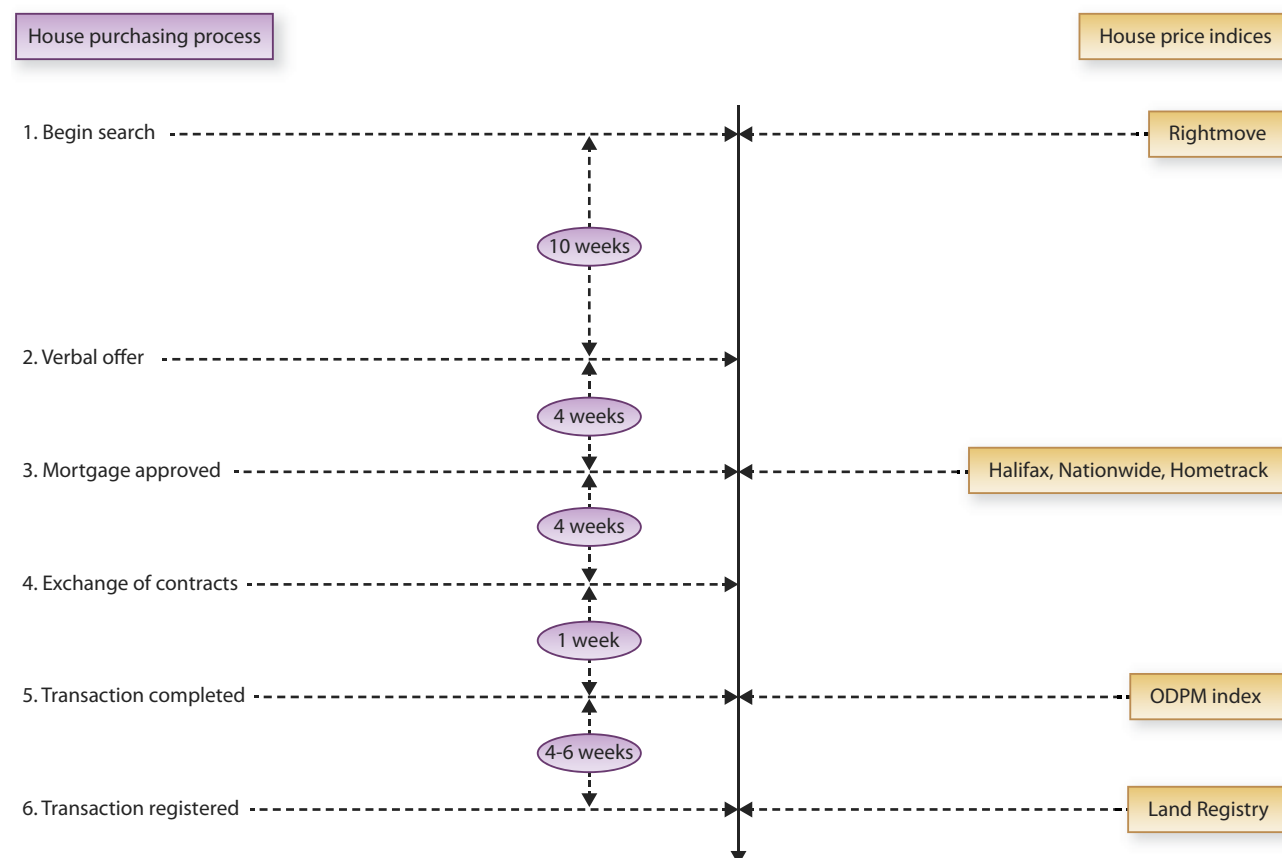 House purchasing process
House price indices
1. Begin search
Rightmove
10 weeks
2. Verbal offer
4 weeks
3. Mortgage approved
Halifax, Nationwide, Hometrack
4 weeks
4. Exchange of contracts
1 week
5. Transaction completed
ODPM index
4-6 weeks
6. Transaction registered
Land Registry